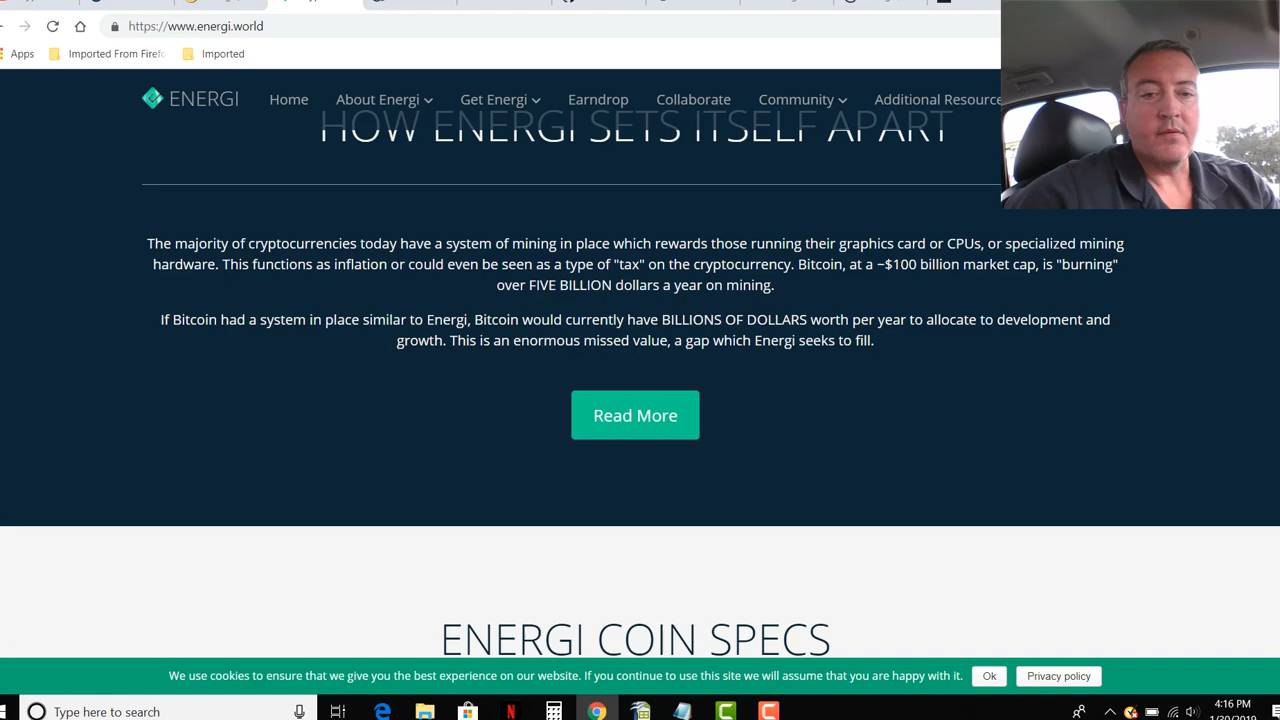 https://www.energi.world
Apps Imported From Firefo Imported
ENERGI Home About Energi Get Energi Earndrop Collaborate Community Additional Resource
HOW ENERGI SETS ITSELF APART
The majority of cryptocurrencies today have a system of mining in place which rewards those running their graphics card or CPUs, or specialized mining
hardware. This functions as inflation or could even be seen as a type of "tax" on the cryptocurrency. Bitcoin, at a ~$100 billion market cap, is "burning"
over FIVE BILLION dollars a year on mining.
If Bitcoin had a system in place similar to Energi, Bitcoin would currently have BILLIONS OF DOLLARS worth per year to allocate to development and
growth. This is an enormous missed value, a gap which Energi seeks to fill.
Read More
ENERGI COIN SPECS
We use cookies to ensure that we give you the best experience on our website. If you continue to use this site we will assume that you are happy with it. Ok Privacy policy
Type here to search
4:16 PM